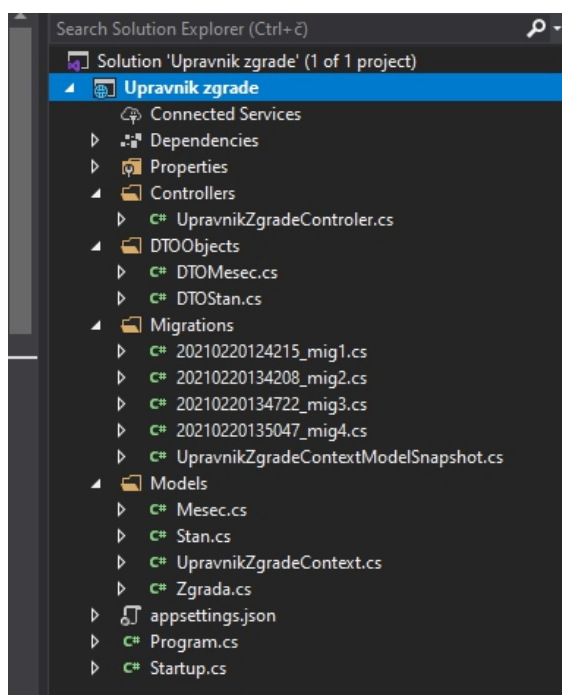 Search Solution Explorer (Ctrl+č)
Solution 'Upravnik zgrade' (1 of 1 project)
Upravnik zgrade
Connected Services
Dependencies
Properties
Controllers
C# UpravnikZgradeControler.cs
DTOObjects
C# DTOMesec.cs
C# DTOStan.cs
Migrations
C# 20210220124215_mig1.cs
C# 20210220134208_mig2.cs
C# 20210220134722_mig3.cs
C# 20210220135047_mig4.cs
C# UpravnikZgradeContextModelSnapshot.cs
Models
C# Mesec.cs
C# Stan.cs
C# UpravnikZgradeContext.cs
C# Zgrada.cs
appsettings.json
C# Program.cs
C# Startup.cs